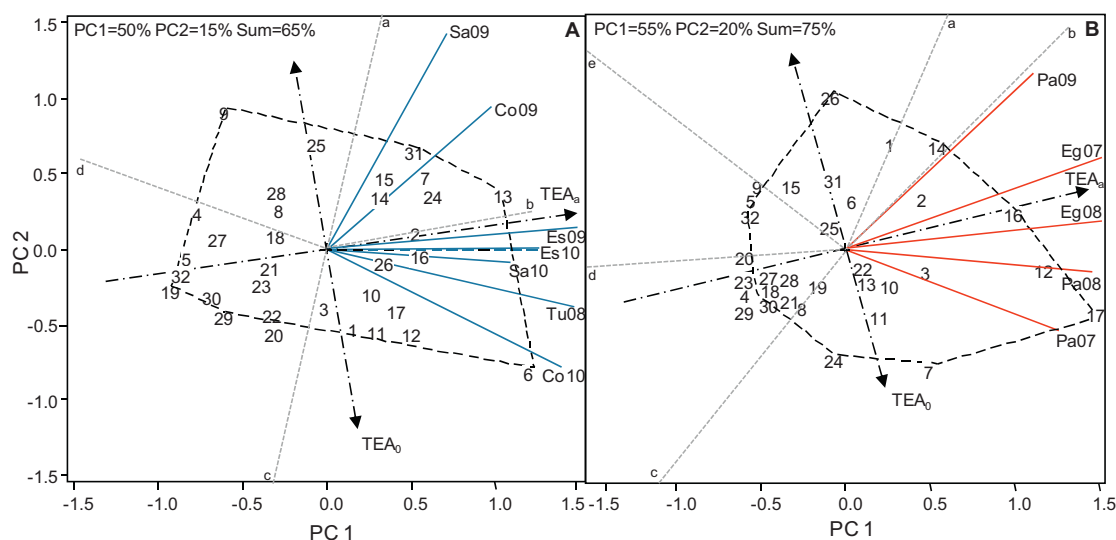 PC1=50% PC2=15% Sum=65%
A
a
Sa09
Co09
9
25
31
15
7
14
24
13
TEAa
d
28
8
4
b
2
07
18
Es09
Es10
16
26
Sa10
5
21
32
23
19
30
10
Tu08
3
17
29
22
20
1
11
12
6
Co10
TEA0
c
1.5
1.0
0.5
0.0
-0.5
-1.0
-1.5
PC 2
-1.5
-1.0
-0.5
0.0
0.5
1.0
1.5
PC 1
PC1=55% PC2=20% Sum=75%
B
a
b
e
Pa09
26
1
14
Eg07
9
15
31
TEAa
5
6
2
32
16
Eg08
25
20
d
22
3
12
23
27
28
13
10
Pa08
4
18
19
29
30
21
8
11
17
Pa07
24
7
TEA0
c
-1.5
-1.0
-0.5
0.0
0.5
1.0
1.5
PC 1